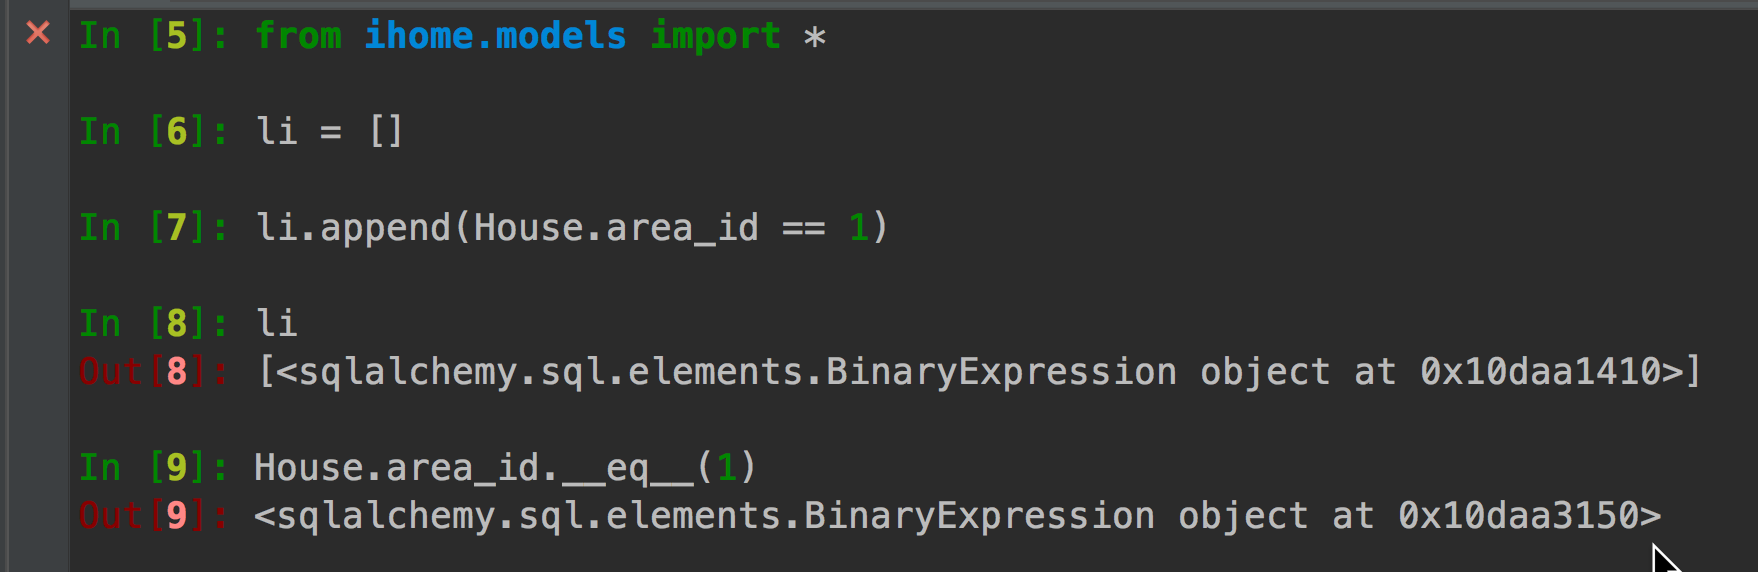 In [5]: from ihome.models import *
In [6]: li = []
In [7]: li.append(House.area_id == 1)
In [8]: li
Out[8]: [<sqlalchemy.sql.elements.BinaryExpression object at 0x10daa1410>]
In [9]: House.area_id.__eq__(1)
Out[9]: <sqlalchemy.sql.elements.BinaryExpression object at 0x10daa3150>